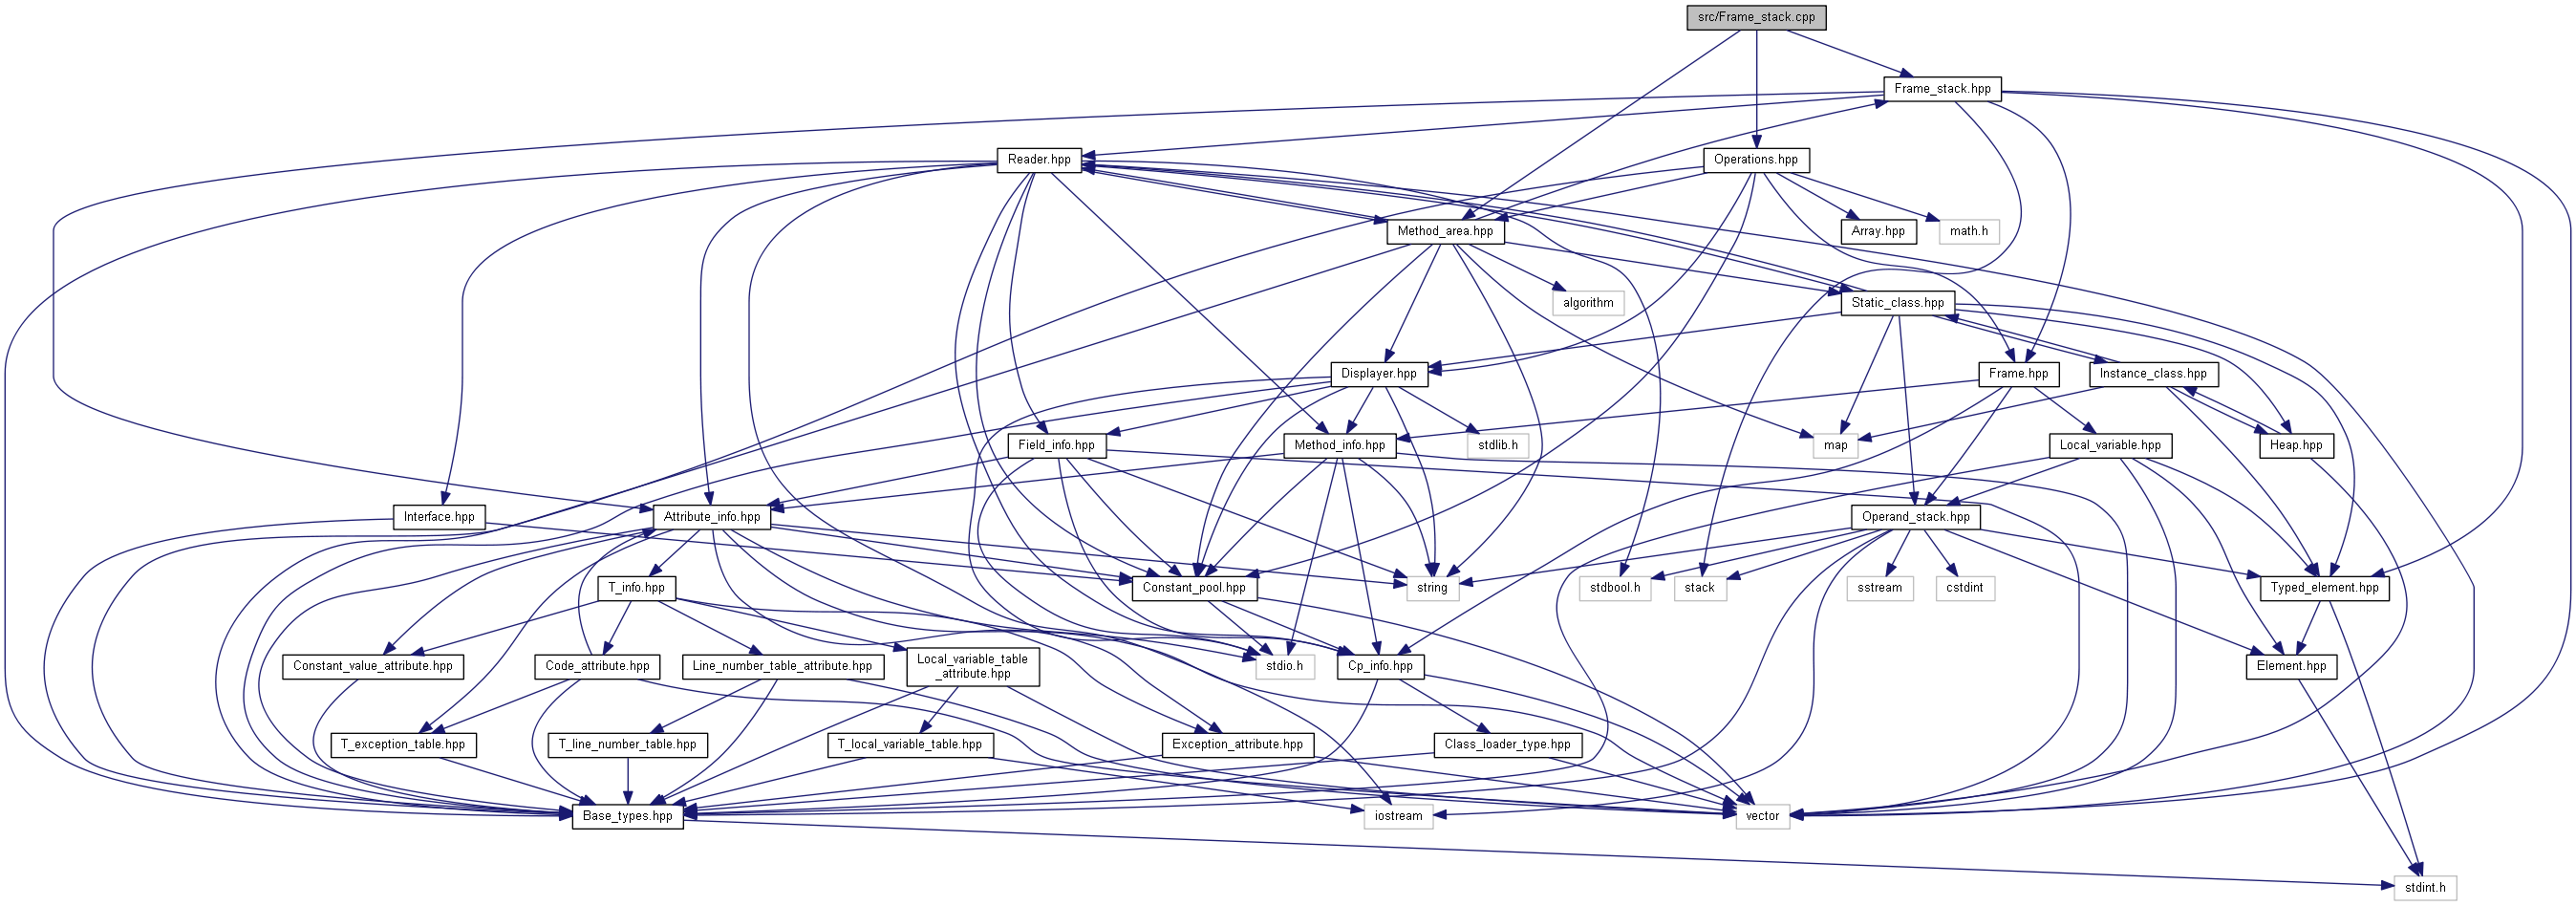 src/Frame_stack.cpp
Frame_stack.hpp
Reader.hpp
Operations.hpp
Method_area.hpp
Array.hpp
math.h
algorithm
Static_class.hpp
Displayer.hpp
Frame.hpp
Instance_class.hpp
Field_info.hpp
Method_info.hpp
stdlib.h
map
Local_variable.hpp
Heap.hpp
Interface.hpp
Attribute_info.hpp
Operand_stack.hpp
T_info.hpp
Constant_pool.hpp
string
stdbool.h
stack
sstream
cstdint
Typed_element.hpp
Constant_value_attribute.hpp
Code_attribute.hpp
Line_number_table_attribute.hpp
Local_variable_table
_attribute.hpp
stdio.h
Cp_info.hpp
Element.hpp
T_exception_table.hpp
T_line_number_table.hpp
T_local_variable_table.hpp
Exception_attribute.hpp
Class_loader_type.hpp
Base_types.hpp
iostream
vector
stdint.h